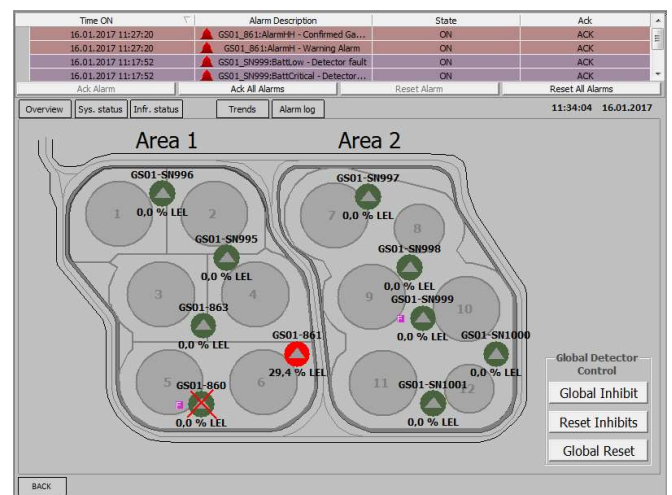 Time ON Alarm Description State Ack
16.01.2017 11:27:20 GS01_861:AlarmHH - Confirmed Ga... ON ACK
16.01.2017 11:27:20 GS01_861:AlarmH - Warning Alarm ON ACK
16.01.2017 11:17:52 GS01_SN999:BattLow - Detector fault ON ACK
16.01.2017 11:17:52 GS01_SN999:BattCritical - Detector... ON ACK
Ack Alarm Ack All Alarms Reset Alarm Reset All Alarms
Overview Sys. status Infr. status Trends Alarm log 11:34:04 16.01.2017
Area 1 Area 2
GS01-SN996 GS01-SN997
1 2 0,0 % LEL 7 0,0 % LEL
8
GS01-SN995 GS01-SN998
0,0 % LEL 0,0 % LEL
3 4 9 GS01-SN999 10
GS01-863
0,0 % LEL GS01-861 0,0 % LEL GS01-SN1000
29,4 % LEL 0,0 % LEL
5 GS01-860 6 11 GS01-SN1001 12
F
0,0 % LEL 0,0 % LEL
Global Detector
Control
Global Inhibit
Reset Inhibits
Global Reset
BACK